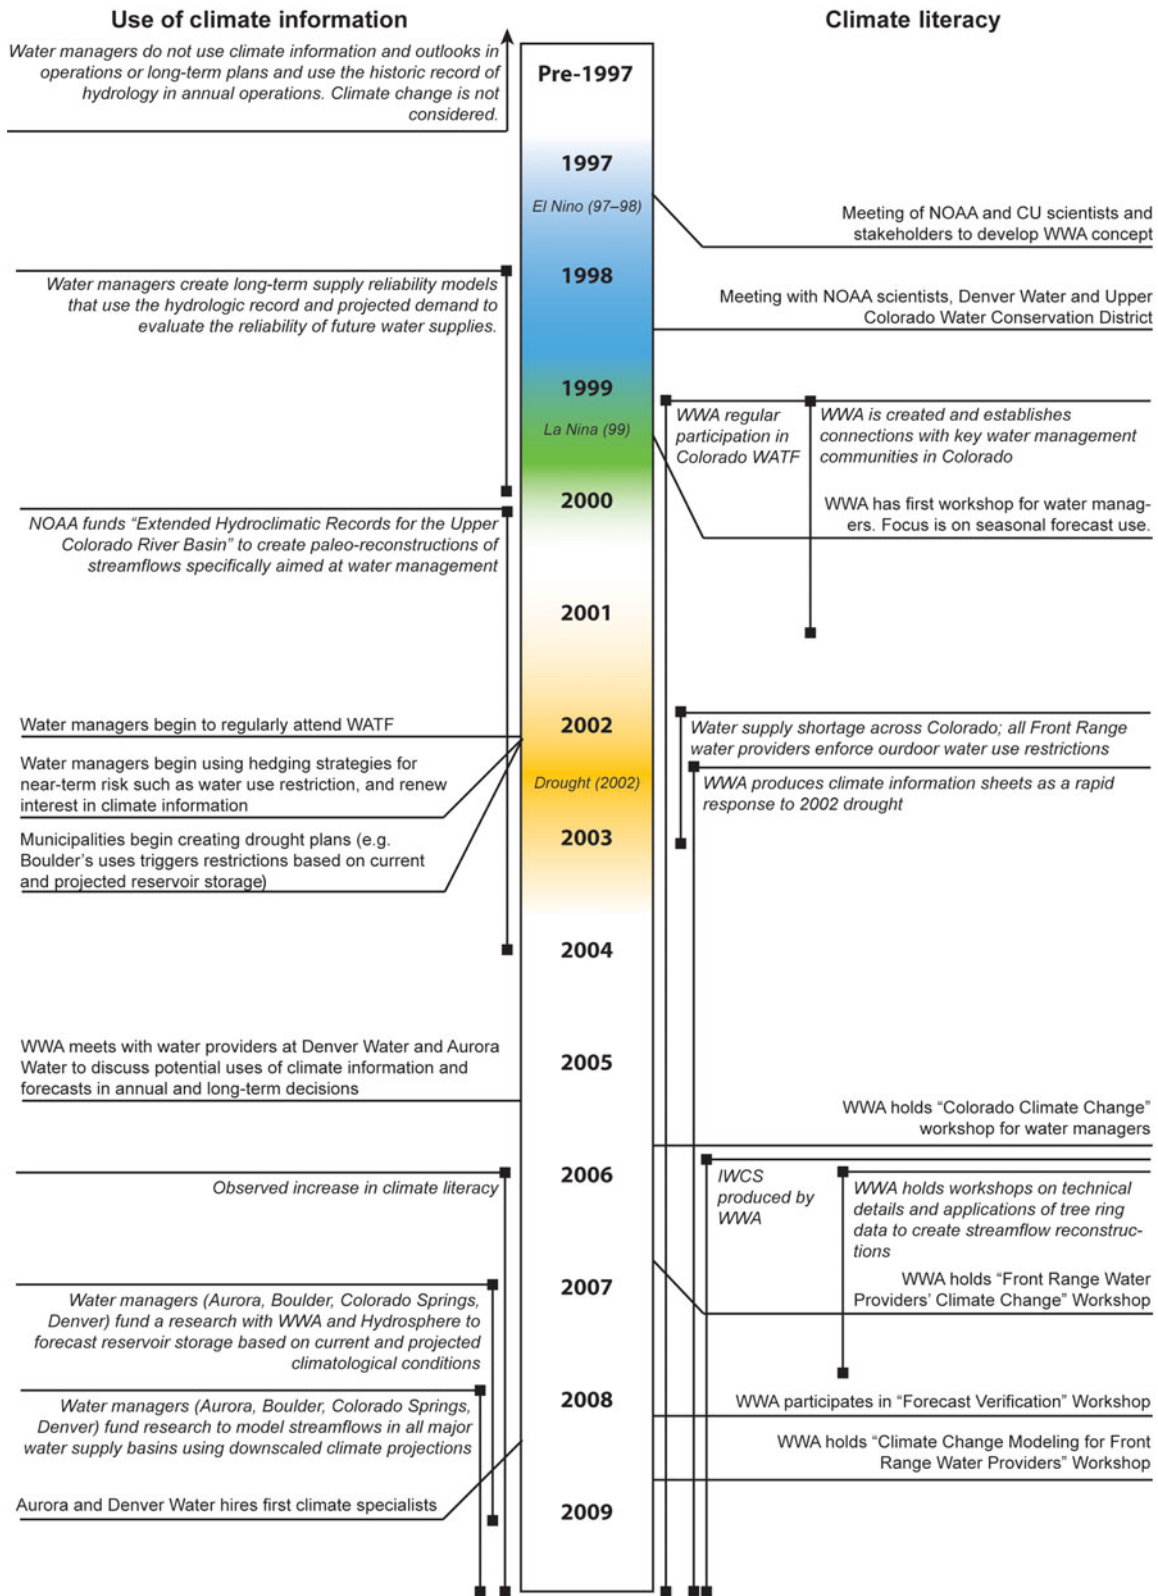 Use of climate information
Climate literacy
Water managers do not use climate information and outlooks in
operations or long-term plans and use the historic record of
hydrology in annual operations. Climate change is not
considered.
Pre-1997
1997
El Nino (97–98)
Meeting of NOAA and CU scientists and
stakeholders to develop WWA concept
1998
Water managers create long-term supply reliability models
that use the hydrologic record and projected demand to
evaluate the reliability of future water supplies.
Meeting with NOAA scientists, Denver Water and Upper
Colorado Water Conservation District
1999
La Nina (99)
WWA regular
participation in
Colorado WATF
WWA is created and establishes
connections with key water management
communities in Colorado
WWA has first workshop for water manag-
ers. Focus is on seasonal forecast use.
2000
NOAA funds “Extended Hydroclimatic Records for the Upper
Colorado River Basin” to create paleo-reconstructions of
streamflows specifically aimed at water management
2001
2002
Water managers begin to regularly attend WATF
Water managers begin using hedging strategies for
near-term risk such as water use restriction, and renew
interest in climate information
Municipalities begin creating drought plans (e.g.
Boulder’s uses triggers restrictions based on current
and projected reservoir storage)
Drought (2002)
Water supply shortage across Colorado; all Front Range
water providers enforce ourdoor water use restrictions
WWA produces climate information sheets as a rapid
response to 2002 drought
2003
2004
2005
WWA meets with water providers at Denver Water and Aurora
Water to discuss potential uses of climate information and
forecasts in annual and long-term decisions
WWA holds “Colorado Climate Change”
workshop for water managers
2006
Observed increase in climate literacy
IWCS
produced by
WWA
WWA holds workshops on technical
details and applications of tree ring
data to create streamflow reconstruc-
tions
WWA holds “Front Range Water
Providers’ Climate Change” Workshop
2007
Water managers (Aurora, Boulder, Colorado Springs,
Denver) fund a research with WWA and Hydrosphere to
forecast reservoir storage based on current and projected
climatological conditions
2008
Water managers (Aurora, Boulder, Colorado Springs,
Denver) fund research to model streamflows in all major
water supply basins using downscaled climate projections
WWA participates in “Forecast Verification” Workshop
WWA holds “Climate Change Modeling for Front
Range Water Providers” Workshop
Aurora and Denver Water hires first climate specialists
2009